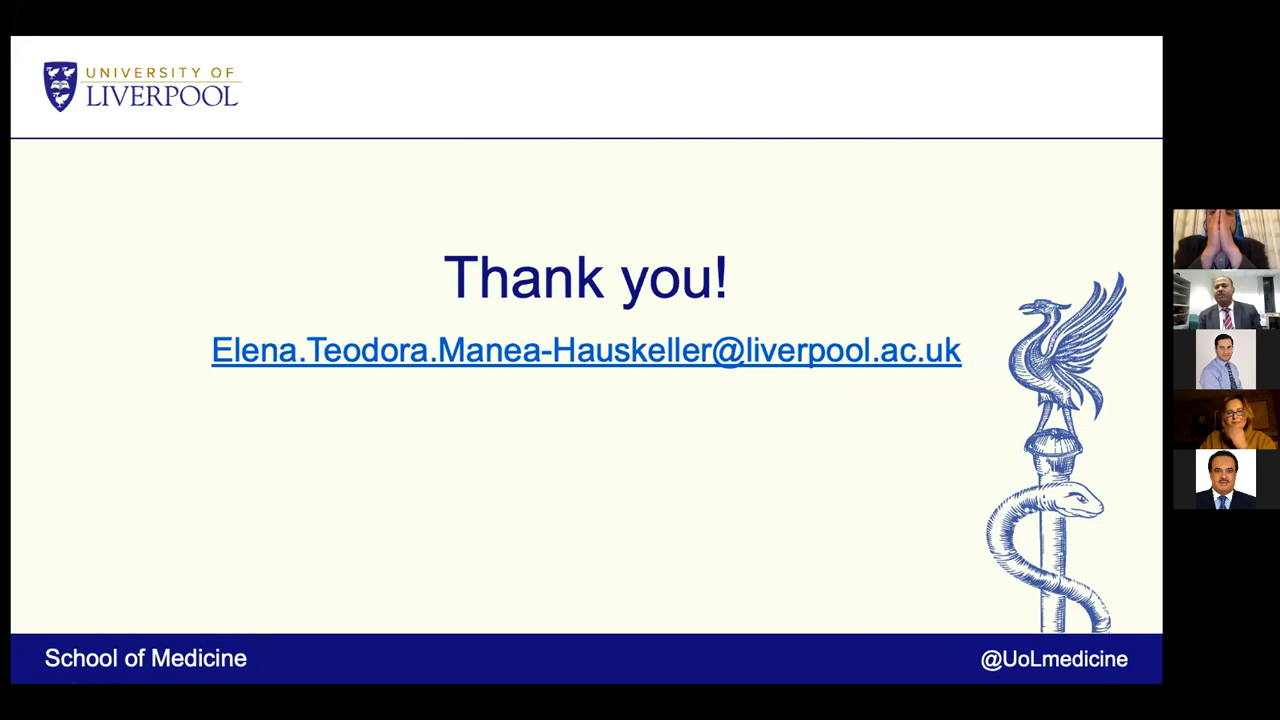 UNIVERSITY OF
LIVERPOOL
Thank you!
Elena.Teodora.Manea-Hauskeller@liverpool.ac.uk
School of Medicine
@UoLmedicine